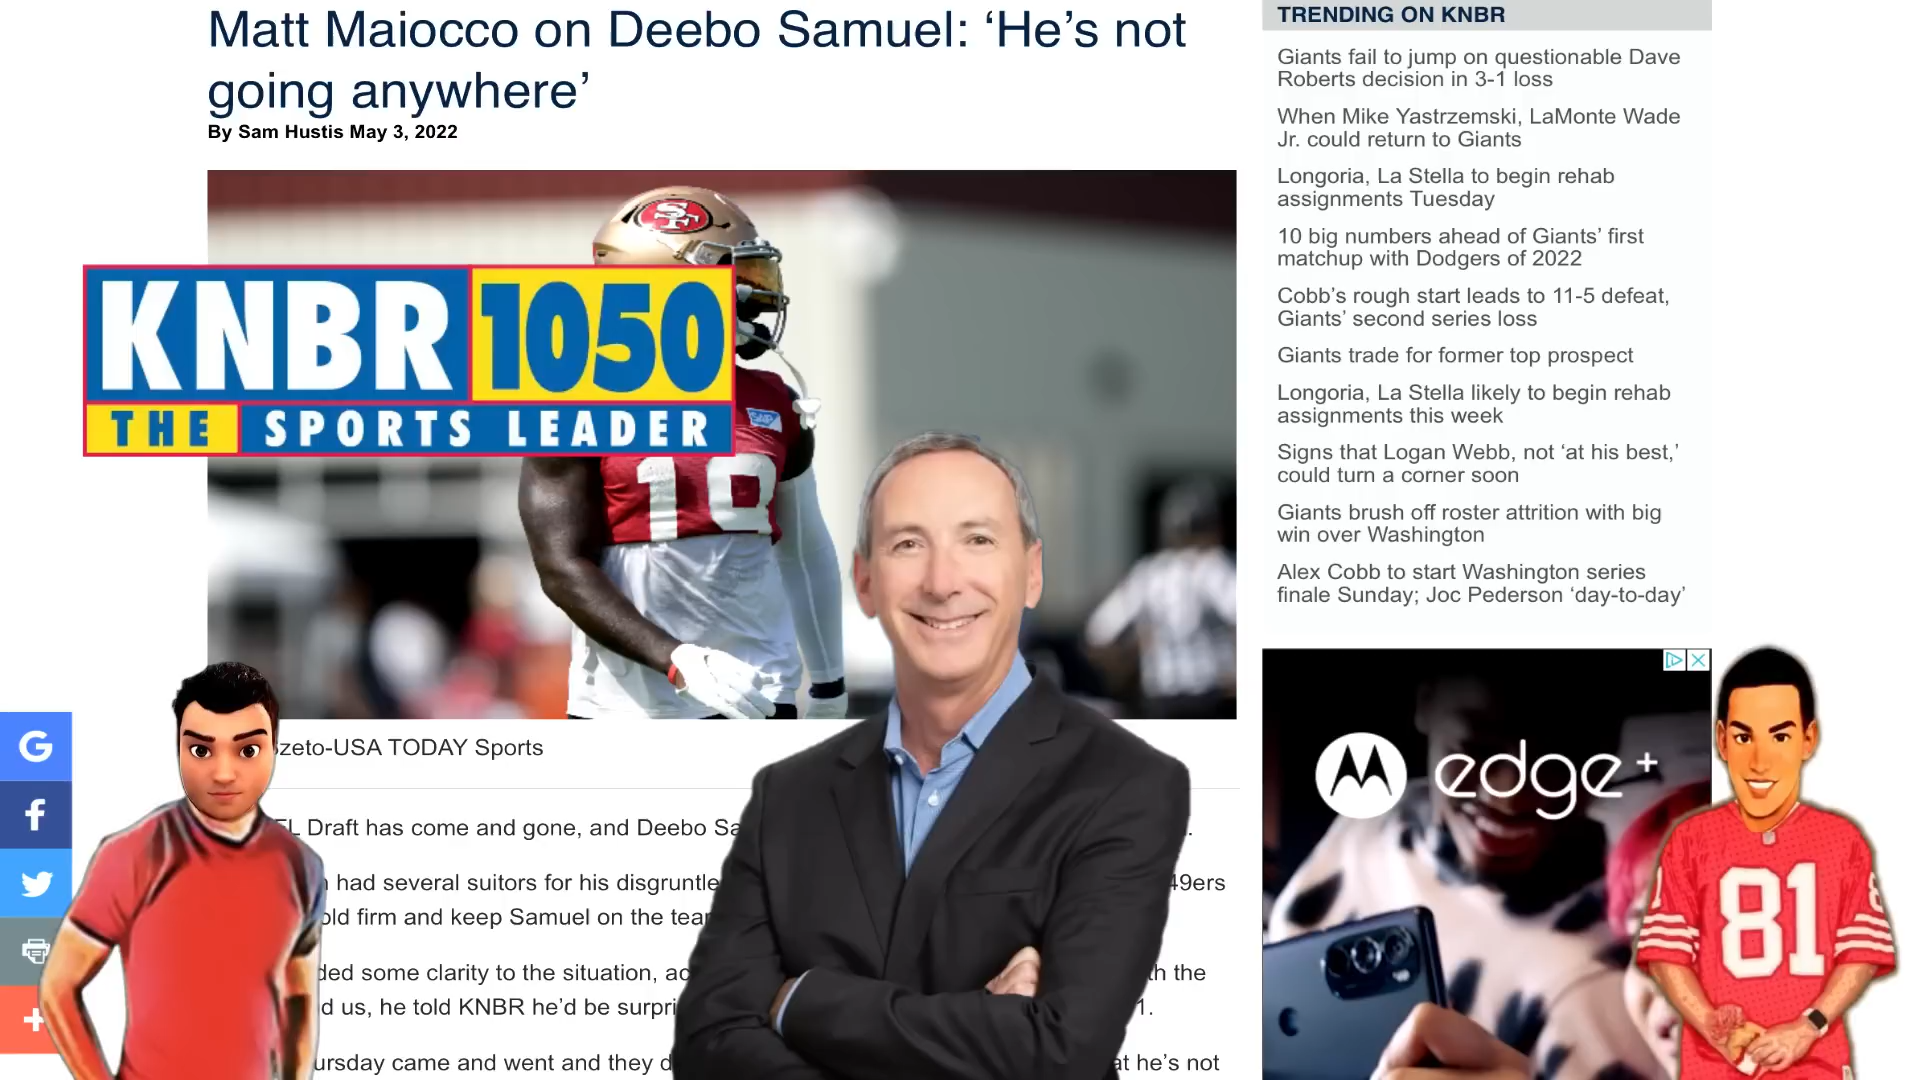 Matt Maiocco on Deebo Samuel: ‘He’s not
going anywhere’
By Sam Hustis May 3, 2022
SF
SAP
KNBR 1050
THE SPORTS LEADER
19
zeto-USA TODAY Sports
FL Draft has come and gone, and Deebo Sa
had several suitors for his disgruntle
49ers
old firm and keep Samuel on the tea
ded some clarity to the situation, ac
h the
d us, he told KNBR he’d be surpri
1.
ursday came and went and they d
at he’s not
TRENDING ON KNBR
Giants fail to jump on questionable Dave
Roberts decision in 3-1 loss
When Mike Yastrzemski, LaMonte Wade
Jr. could return to Giants
Longoria, La Stella to begin rehab
assignments Tuesday
10 big numbers ahead of Giants’ first
matchup with Dodgers of 2022
Cobb’s rough start leads to 11-5 defeat,
Giants’ second series loss
Giants trade for former top prospect
Longoria, La Stella likely to begin rehab
assignments this week
Signs that Logan Webb, not ‘at his best,’
could turn a corner soon
Giants brush off roster attrition with big
win over Washington
Alex Cobb to start Washington series
finale Sunday; Joc Pederson ‘day-to-day’
edge+
81